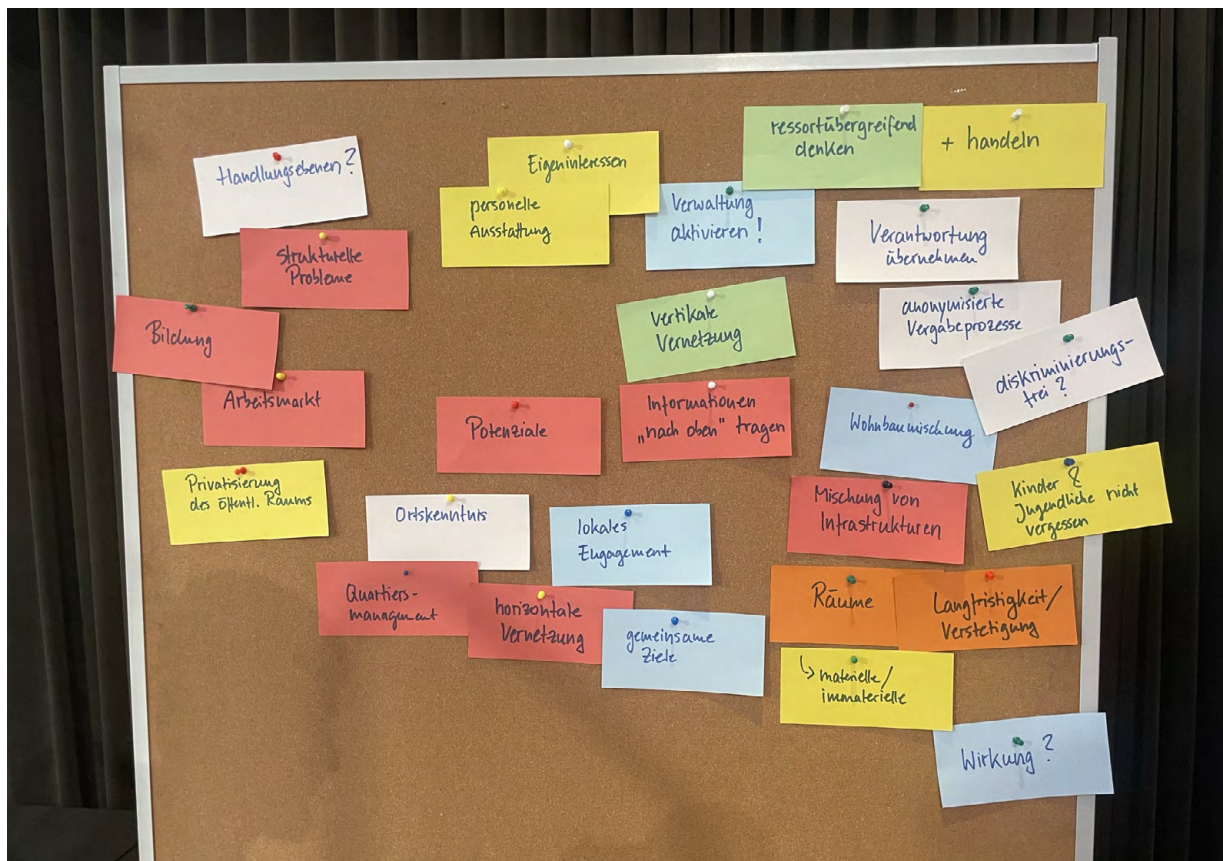 Handlungsebenen?
strukturelle
Probleme
Bildung
Arbeitsmarkt
Privatisierung
des öffentl. Raums
Eigeninteressen
personelle
Ausstattung
Verwaltung
aktivieren!
ressortübergreifend
denken
+ handeln
Verantwortung
übernehmen
anonymisierte
Vergabeprozesse
diskriminierungs-
frei?
vertikale
Vernetzung
Informationen
„nach oben" tragen
Potenziale
Wohnbaumischung
Mischung von
Infrastrukturen
Kinder &
Jugendliche nicht
vergessen
Ortskenntnis
lokales
Engagement
Quartiers-
management
horizontale
Vernetzung
gemeinsame
Ziele
Räume
Langfristigkeit/
Verstetigung
↳ materielle/
immaterielle
Wirkung?